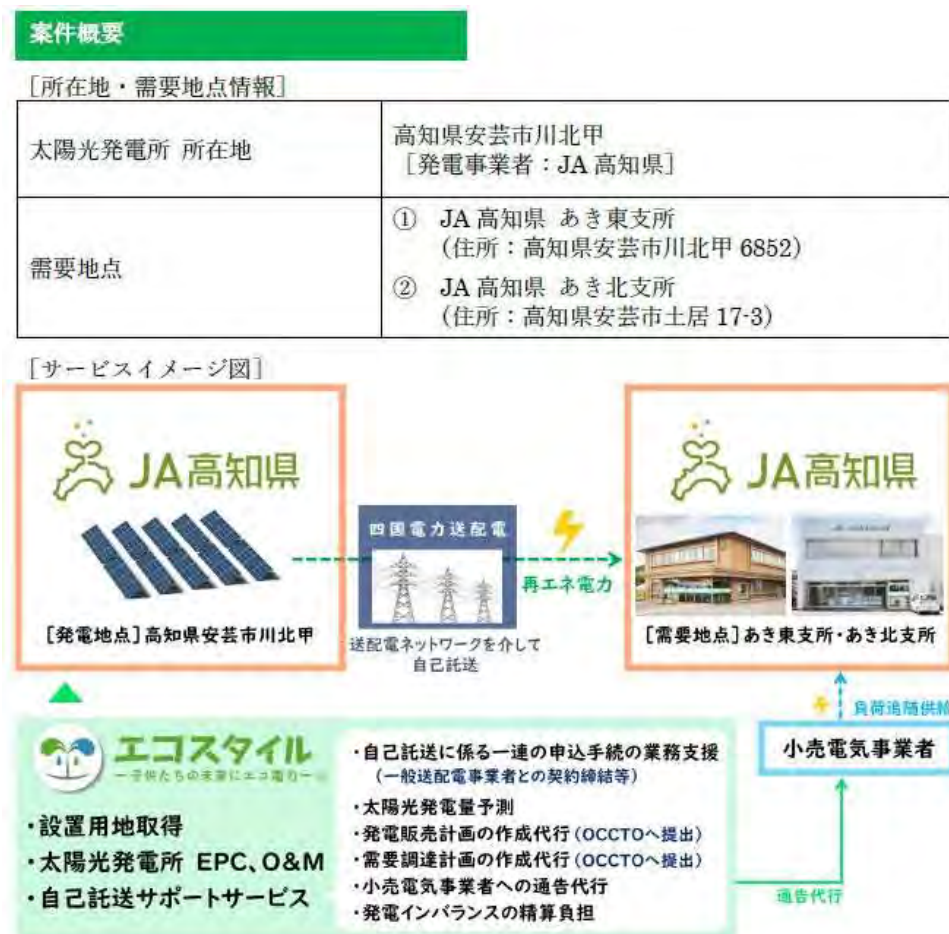 案件概要
［所在地・需要地点情報］
太陽光発電所 所在地
高知県安芸市川北甲
［発電事業者：JA 高知県］
需要地点
① JA 高知県 あき東支所
（住所：高知県安芸市川北甲 6852）
② JA 高知県 あき北支所
（住所：高知県安芸市土居 17-3）
［サービスイメージ図］
JA高知県
[発電地点]高知県安芸市川北甲
四国電力送配電
送配電ネットワークを介して
自己託送
再エネ電力
JA高知県
[需要地点]あき東支所・あき北支所
負荷追随供給
小売電気事業者
通告代行
エコスタイル
ー子供たちの未来にエコ電力ー
・設置用地取得
・太陽光発電所 EPC、O&M
・自己託送サポートサービス
・自己託送に係る一連の申込手続の業務支援
（一般送配電事業者との契約締結等）
・太陽光発電量予測
・発電販売計画の作成代行（OCCTOへ提出）
・需要調達計画の作成代行（OCCTOへ提出）
・小売電気事業者への通告代行
・発電インバランスの精算負担